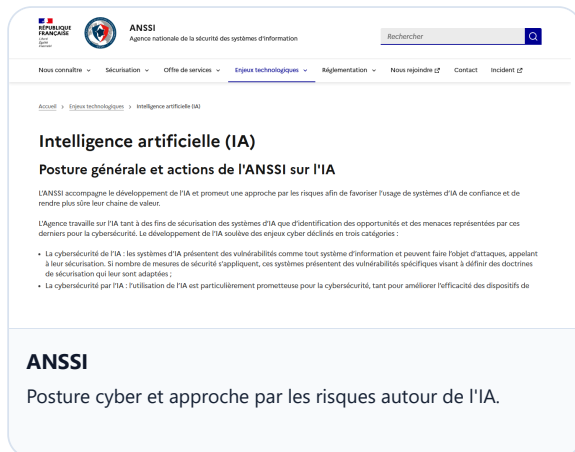 RÉPUBLIQUE
FRANÇAISE
Liberté
Égalité
Fraternité
ANSSI
Agence nationale de la sécurité des systèmes d'information
Rechercher
Nous connaître
Sécurisation
Offre de services
Enjeux technologiques
Réglementation
Nous rejoindre
Contact
Incident
Accueil > Enjeux technologiques > Intelligence artificielle (IA)
Intelligence artificielle (IA)
Posture générale et actions de l'ANSSI sur l'IA
L'ANSSI accompagne le développement de l'IA et promeut une approche par les risques afin de favoriser l'usage de systèmes d'IA de confiance et de
rendre plus sûre leur chaine de valeur.
L'Agence travaille sur l'IA tant à des fins de sécurisation des systèmes d'IA que d'identification des opportunités et des menaces représentées par ces
derniers pour la cybersécurité. Le développement de l'IA soulève des enjeux cyber déclinés en trois catégories :
• La cybersécurité de l'IA : les systèmes d'IA présentent des vulnérabilités comme tout système d'information et peuvent faire l'objet d'attaques, appelant
à leur sécurisation. Si nombre de mesures de sécurité s'appliquent, ces systèmes présentent des vulnérabilités spécifiques visant à définir des doctrines
de sécurisation qui leur sont adaptées ;
• La cybersécurité par l'IA : l'utilisation de l'IA est particulièrement prometteuse pour la cybersécurité, tant pour améliorer l'efficacité des dispositifs de
ANSSI
Posture cyber et approche par les risques autour de l'IA.